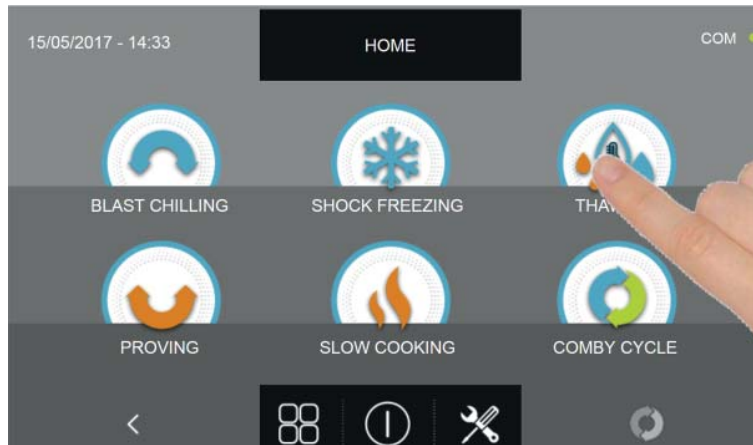 15/05/2017 - 14:33
HOME
COM
BLAST CHILLING
SHOCK FREEZING
PROVING
SLOW COOKING
COMBY CYCLE